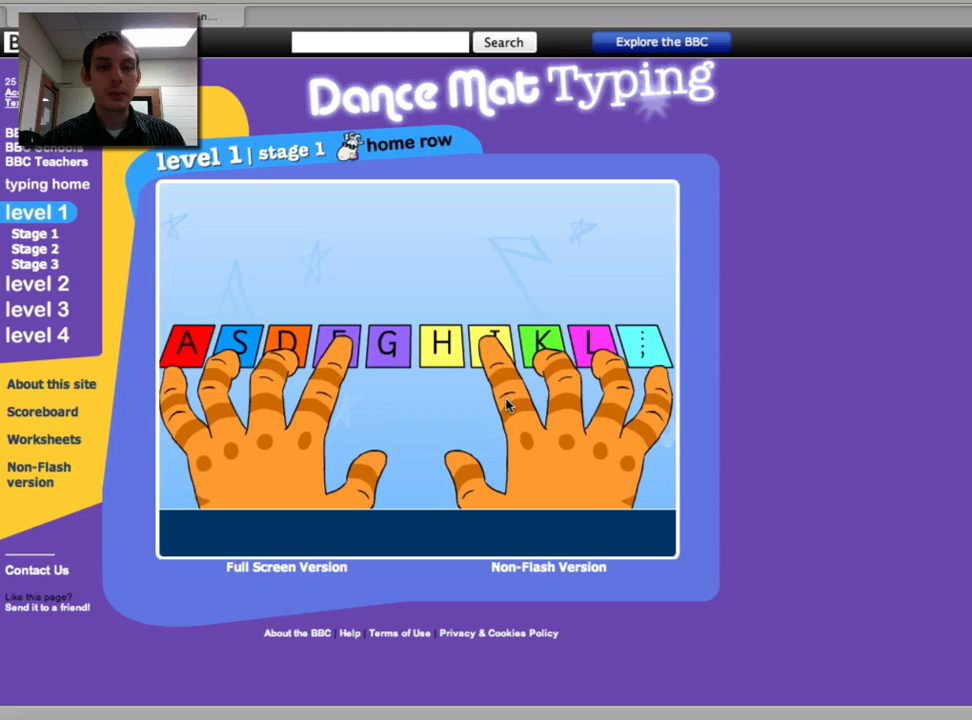 n...
B
Search
Explore the BBC
25
Dance Mat Typing
BBC Schools
BBC Teachers
level 1 | stage 1 home row
typing home
level 1
Stage 1
Stage 2
Stage 3
level 2
level 3
level 4
A S D F G H J K L ;
About this site
Scoreboard
Worksheets
Non-Flash
version
Full Screen Version
Non-Flash Version
Contact Us
Like this page?
Send it to a friend!
About the BBC | Help | Terms of Use | Privacy & Cookies Policy